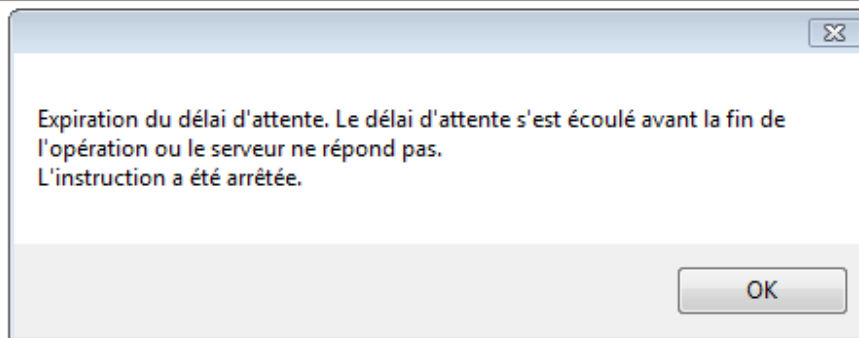 Expiration du délai d'attente. Le délai d'attente s'est écoulé avant la fin de
l'opération ou le serveur ne répond pas.
L'instruction a été arrêtée.
OK